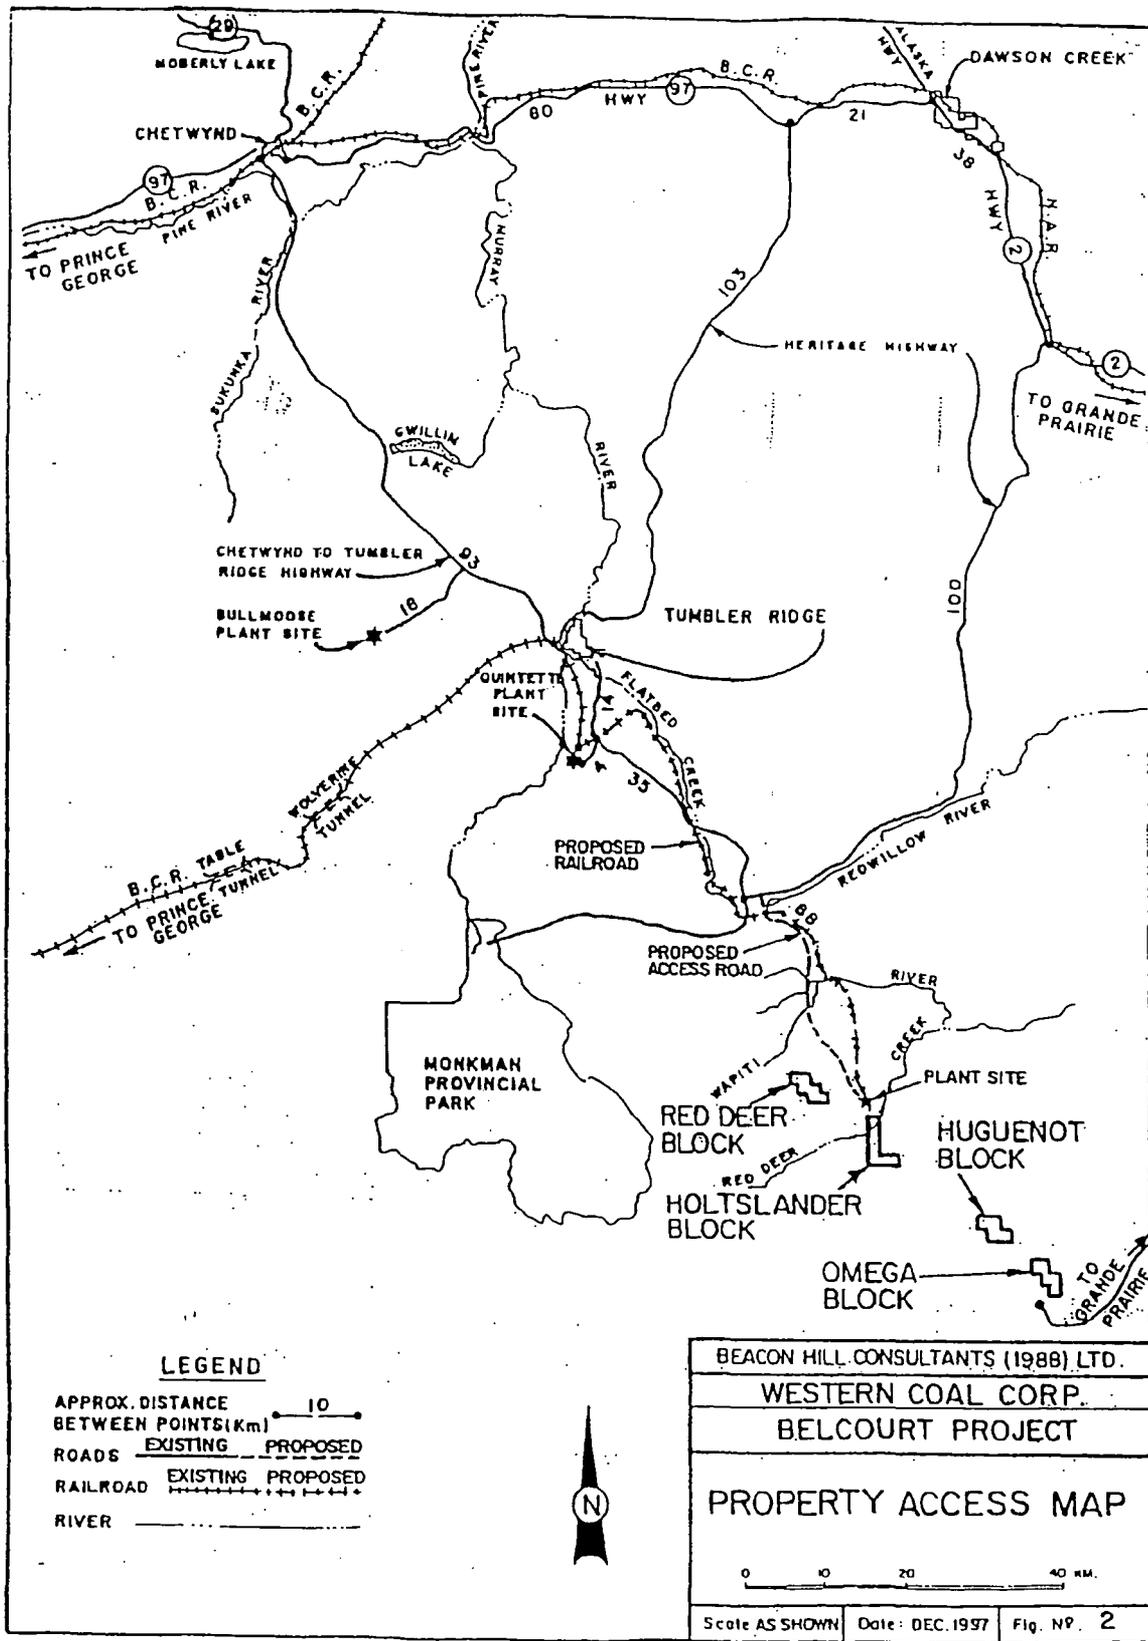 29
MOBERLY LAKE
B.C.R.
PINE RIVER
ALASKA
HWY
DAWSON CREEK
CHETWYND
80
HWY
97
B.C.R.
21
38
97
B.C.R.
PINE RIVER
TO PRINCE
GEORGE
HWY
2
N.A.R.
SUKUNKA
RIVER
MURRAY
RIVER
103
HERITAGE HIGHWAY
2
TO GRANDE
PRAIRIE
GWILLIM
LAKE
CHETWYND TO TUMBLER
RIDGE HIGHWAY
93
18
BULLMOOSE
PLANT SITE
100
TUMBLER RIDGE
QUINTETTE
PLANT
SITE
14
FLATBED
CREEK
4
35
WOLVERINE
TUNNEL
B.C.R. TABLE
TUNNEL
TO PRINCE
GEORGE
PROPOSED
RAILROAD
REDWILLOW RIVER
88
PROPOSED
ACCESS ROAD
RIVER
WAPITI
CREEK
MONKMAN
PROVINCIAL
PARK
PLANT SITE
RED DEER
BLOCK
RED DEER
HUGUENOT
BLOCK
HOLTSLANDER
BLOCK
OMEGA
BLOCK
TO
GRANDE
PRAIRIE
LEGEND
APPROX. DISTANCE
BETWEEN POINTS(Km) 10
ROADS EXISTING PROPOSED
RAILROAD EXISTING PROPOSED
RIVER
N
BEACON HILL CONSULTANTS (1988) LTD.
WESTERN COAL CORP.
BELCOURT PROJECT
PROPERTY ACCESS MAP
0 10 20 40 KM.
Scale AS SHOWN Date: DEC. 1997 Fig. Nº. 2